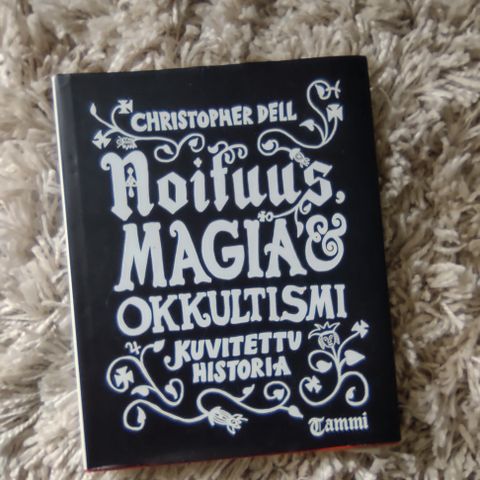 CHRISTOPHER DELL
Noituus,
MAGIA &
OKKULTISMI
KUVITETTU
HISTORIA
Tammi